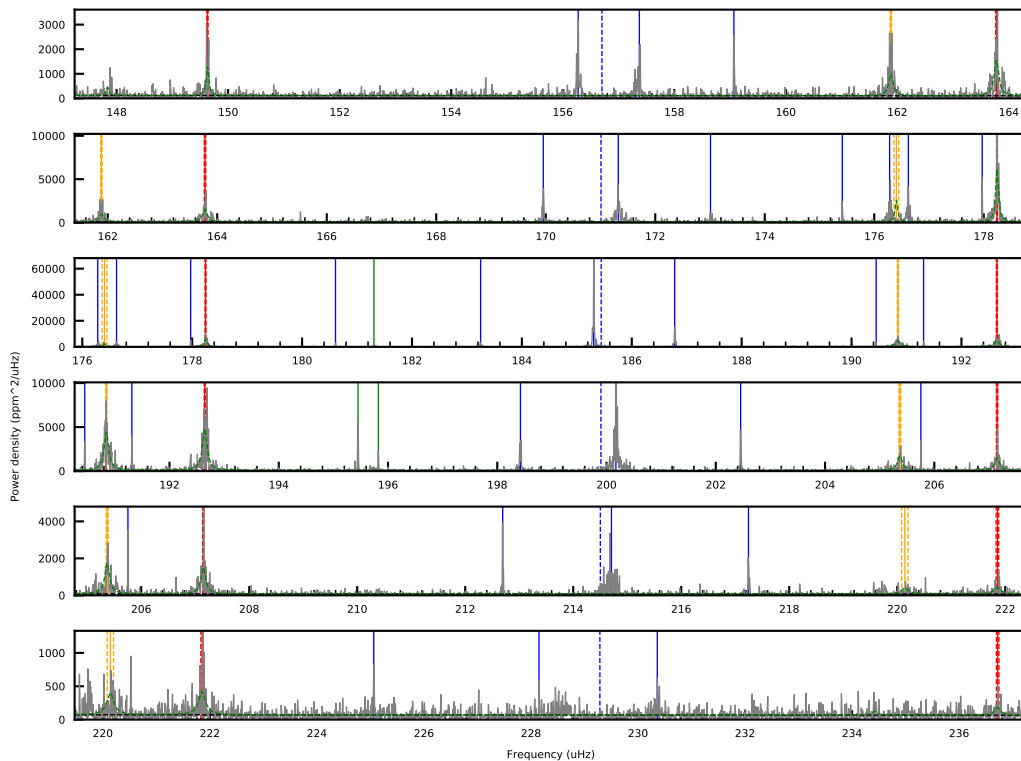 3000
2000
1000
0
148 150 152 154 156 158 160 162 164
10000
5000
0
162 164 166 168 170 172 174 176 178
60000
40000
20000
0
176 178 180 182 184 186 188 190 192
Power density (ppm^2/uHz)
10000
5000
0
192 194 196 198 200 202 204 206
4000
2000
0
206 208 210 212 214 216 218 220 222
1000
500
0
220 222 224 226 228 230 232 234 236
Frequency (uHz)